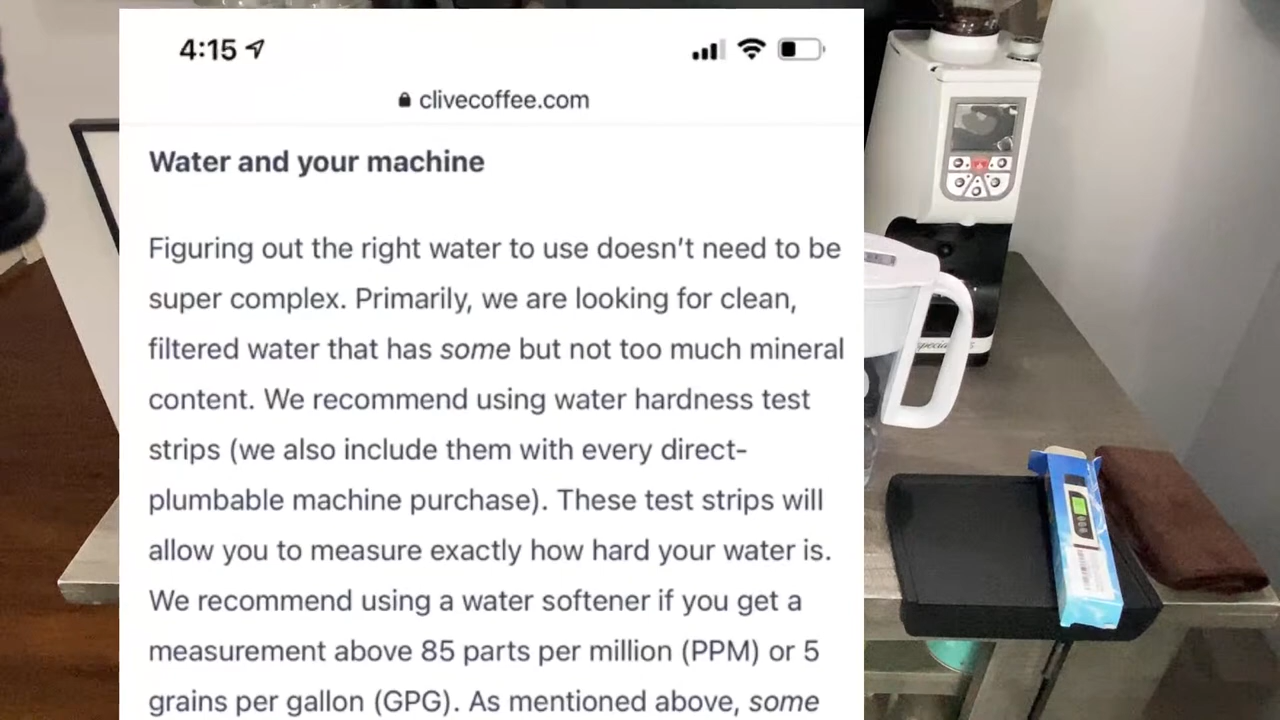 4:15
clivecoffee.com
Water and your machine
Figuring out the right water to use doesn't need to be
super complex. Primarily, we are looking for clean,
filtered water that has some but not too much mineral
content. We recommend using water hardness test
strips (we also include them with every direct-
plumbable machine purchase). These test strips will
allow you to measure exactly how hard your water is.
We recommend using a water softener if you get a
measurement above 85 parts per million (PPM) or 5
grains per gallon (GPG). As mentioned above, some